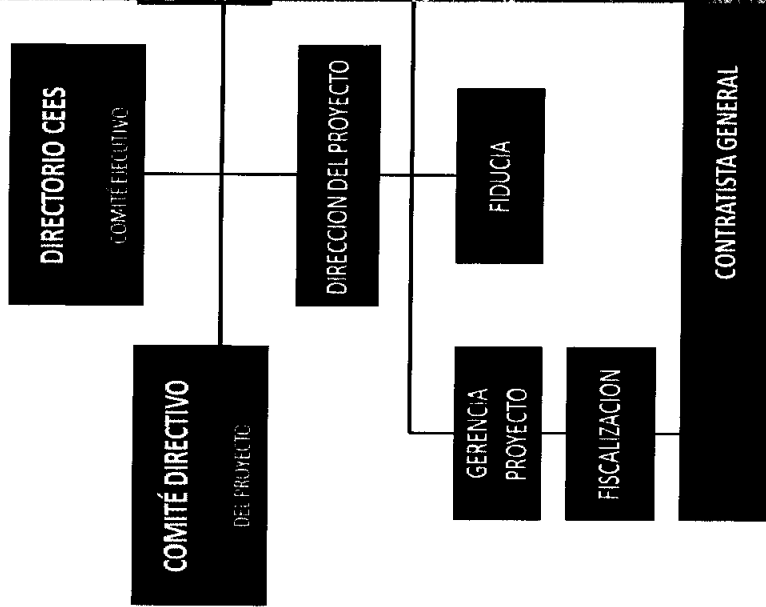 DIRECTORIO CEES
COMITÉ EJECUTIVO
COMITÉ DIRECTIVO
DEL PROYECTO
DIRECCION DEL PROYECTO
GERENCIA
PROYECTO
FIDUCIA
FISCALIZACION
CONTRATISTA GENERAL